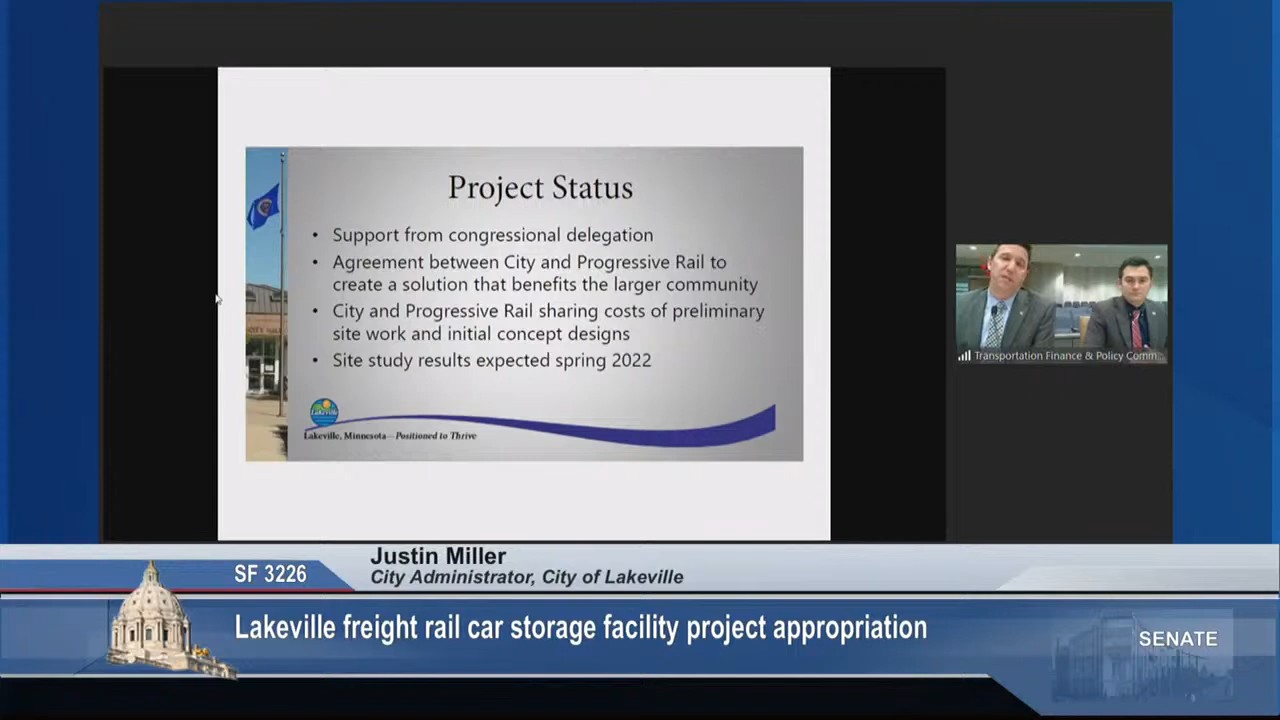 Project Status
• Support from congressional delegation
• Agreement between City and Progressive Rail to
create a solution that benefits the larger community
• City and Progressive Rail sharing costs of preliminary
site work and initial concept designs
• Site study results expected spring 2022
Lakeville
Lakeville, Minnesota—Positioned to Thrive
CITY HALL
Transportation Finance & Policy Comm...
Justin Miller
SF 3226
City Administrator, City of Lakeville
Lakeville freight rail car storage facility project appropriation
SENATE